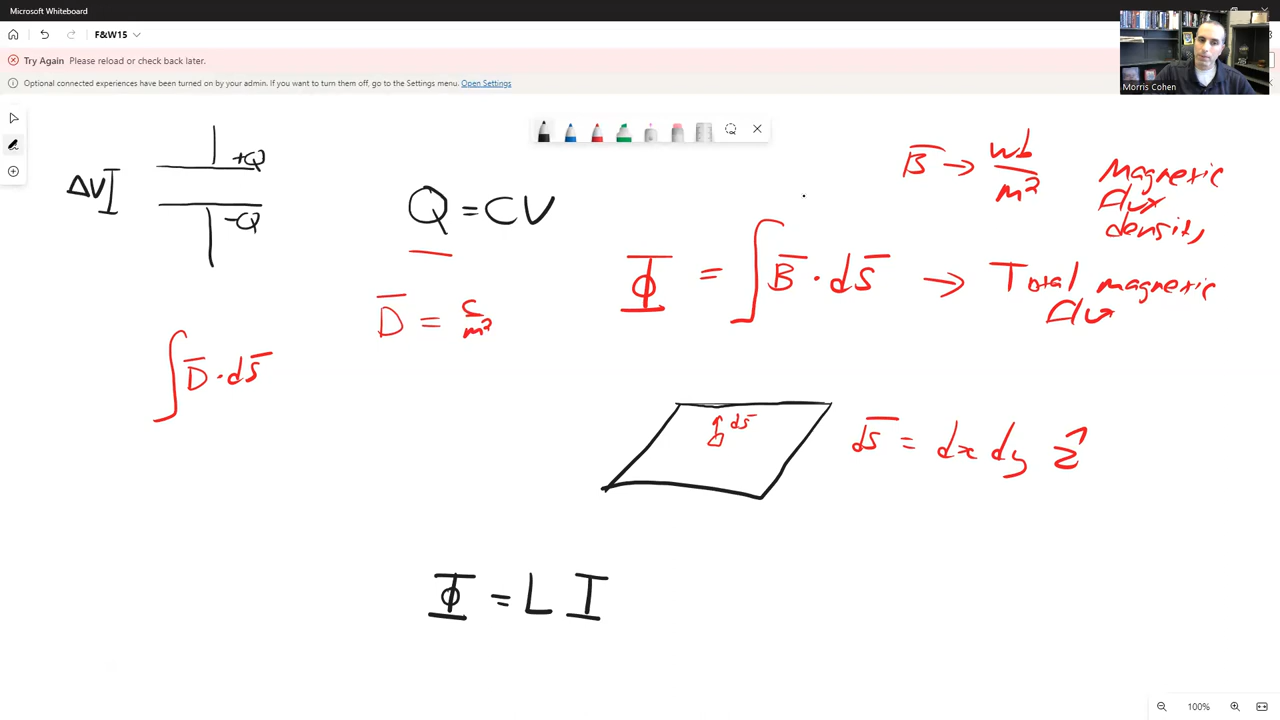 Microsoft Whiteboard
F&W15
Try Again Please reload or check back later.
Optional connected experiences have been turned on by your admin. If you want to turn them off, go to the Settings menu. Open Settings
Morris Cohen
ΔV
+Q
-Q
Q = CV
D̅ = C/m²
∫ D̅ · dS̅
B̅ → wb/m²
Magnetic
flux
density
Φ = ∫ B̅ · dS̅ → Total magnetic
flux
dS̅
dS̅ = dx dy ẑ
Φ = L I
100%